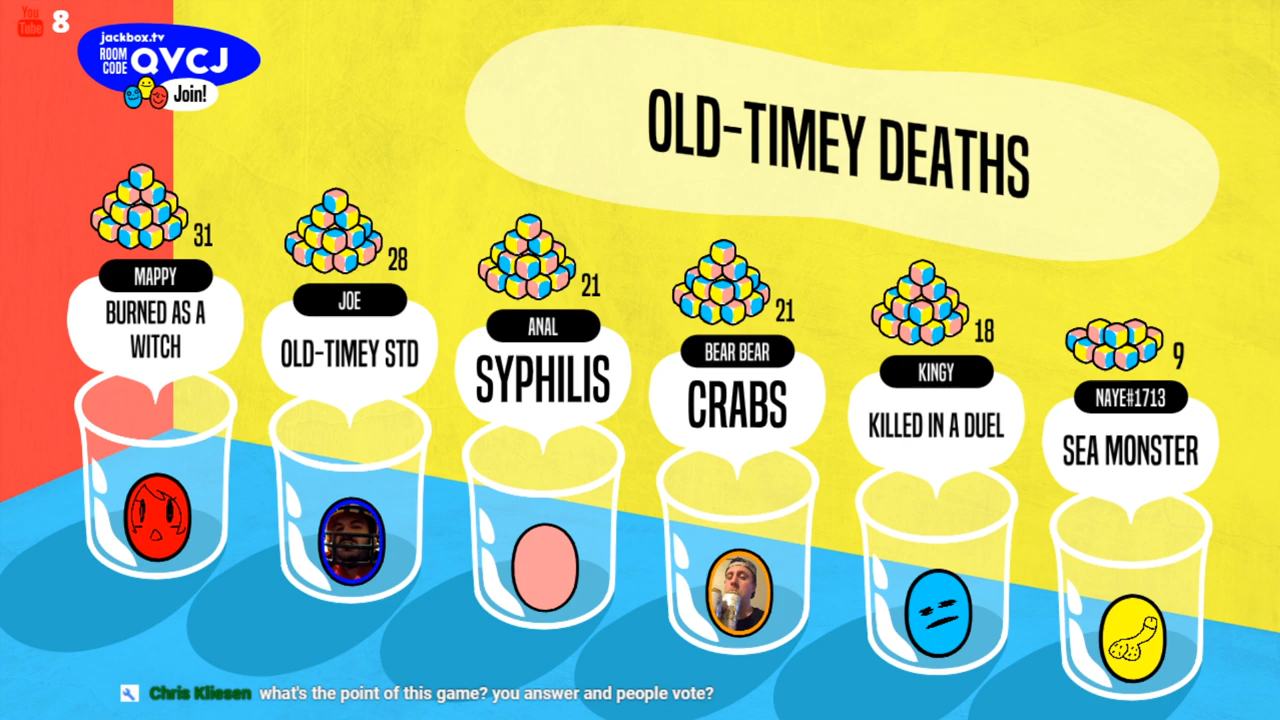 You
Tube
8
jackbox.tv
ROOM
CODE
QVCJ
Join!
OLD-TIMEY DEATHS
31
MAPPY
BURNED AS A
WITCH
28
JOE
OLD-TIMEY STD
21
ANAL
SYPHILIS
21
BEAR BEAR
CRABS
18
KINGY
KILLED IN A DUEL
9
NAYE#1713
SEA MONSTER
Chris Kliesen what's the point of this game? you answer and people vote?